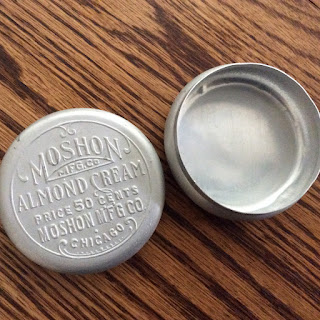 MOSHON
MFG. CO
ALMOND CREAM
PRICE 50 CENTS
MOSHON MFG CO
CHICAGO